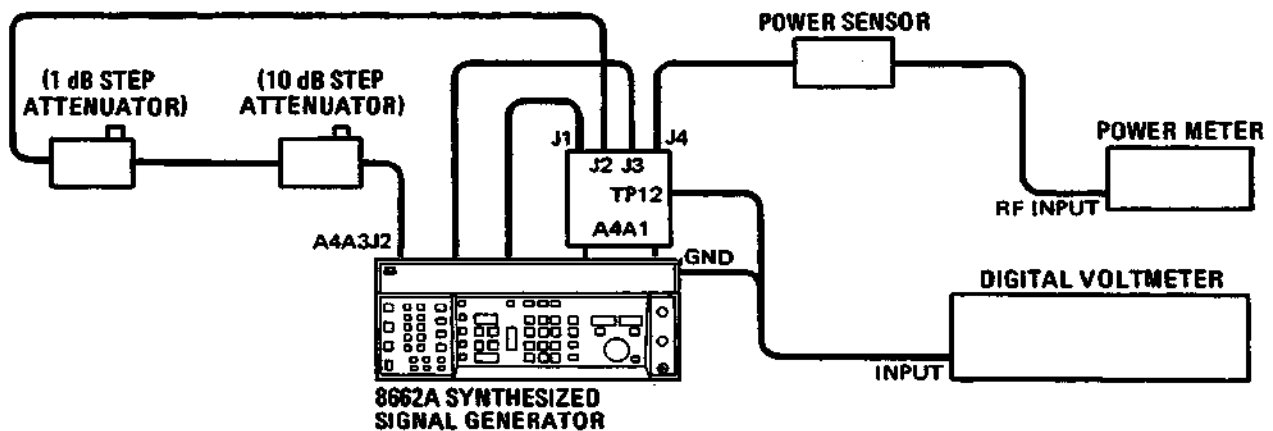 POWER SENSOR
(1 dB STEP
ATTENUATOR)
(10 dB STEP
ATTENUATOR)
POWER METER
RF INPUT
J1
J2 J3
J4
TP12
A4A1
A4A3J2
GND
DIGITAL VOLTMETER
INPUT
8662A SYNTHESIZED
SIGNAL GENERATOR